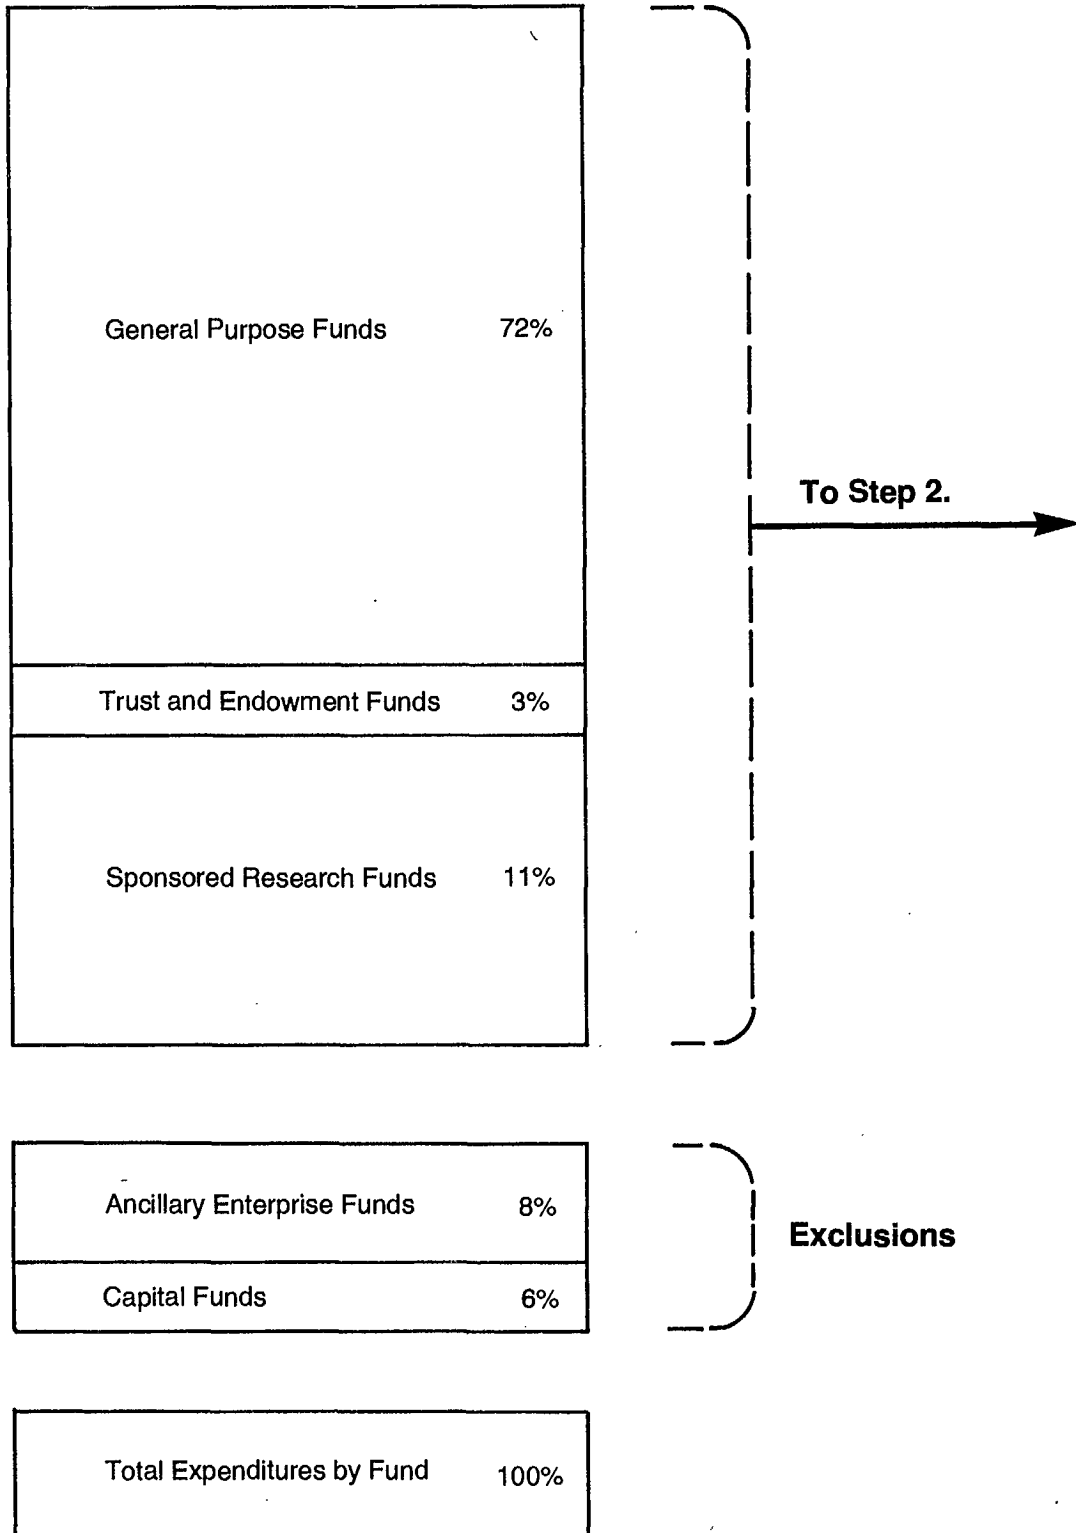 General Purpose Funds 72%
To Step 2.
Trust and Endowment Funds 3%
Sponsored Research Funds 11%
Ancillary Enterprise Funds 8%
Exclusions
Capital Funds 6%
Total Expenditures by Fund 100%